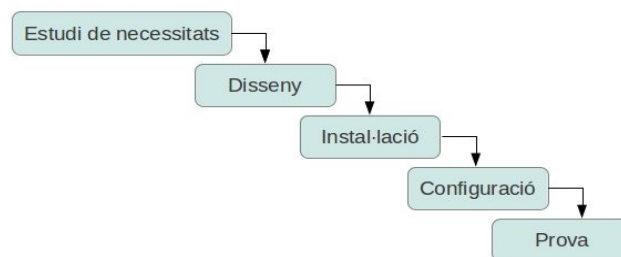 Estudi de necessitats
Disseny
Instal·lació
Configuració
Prova